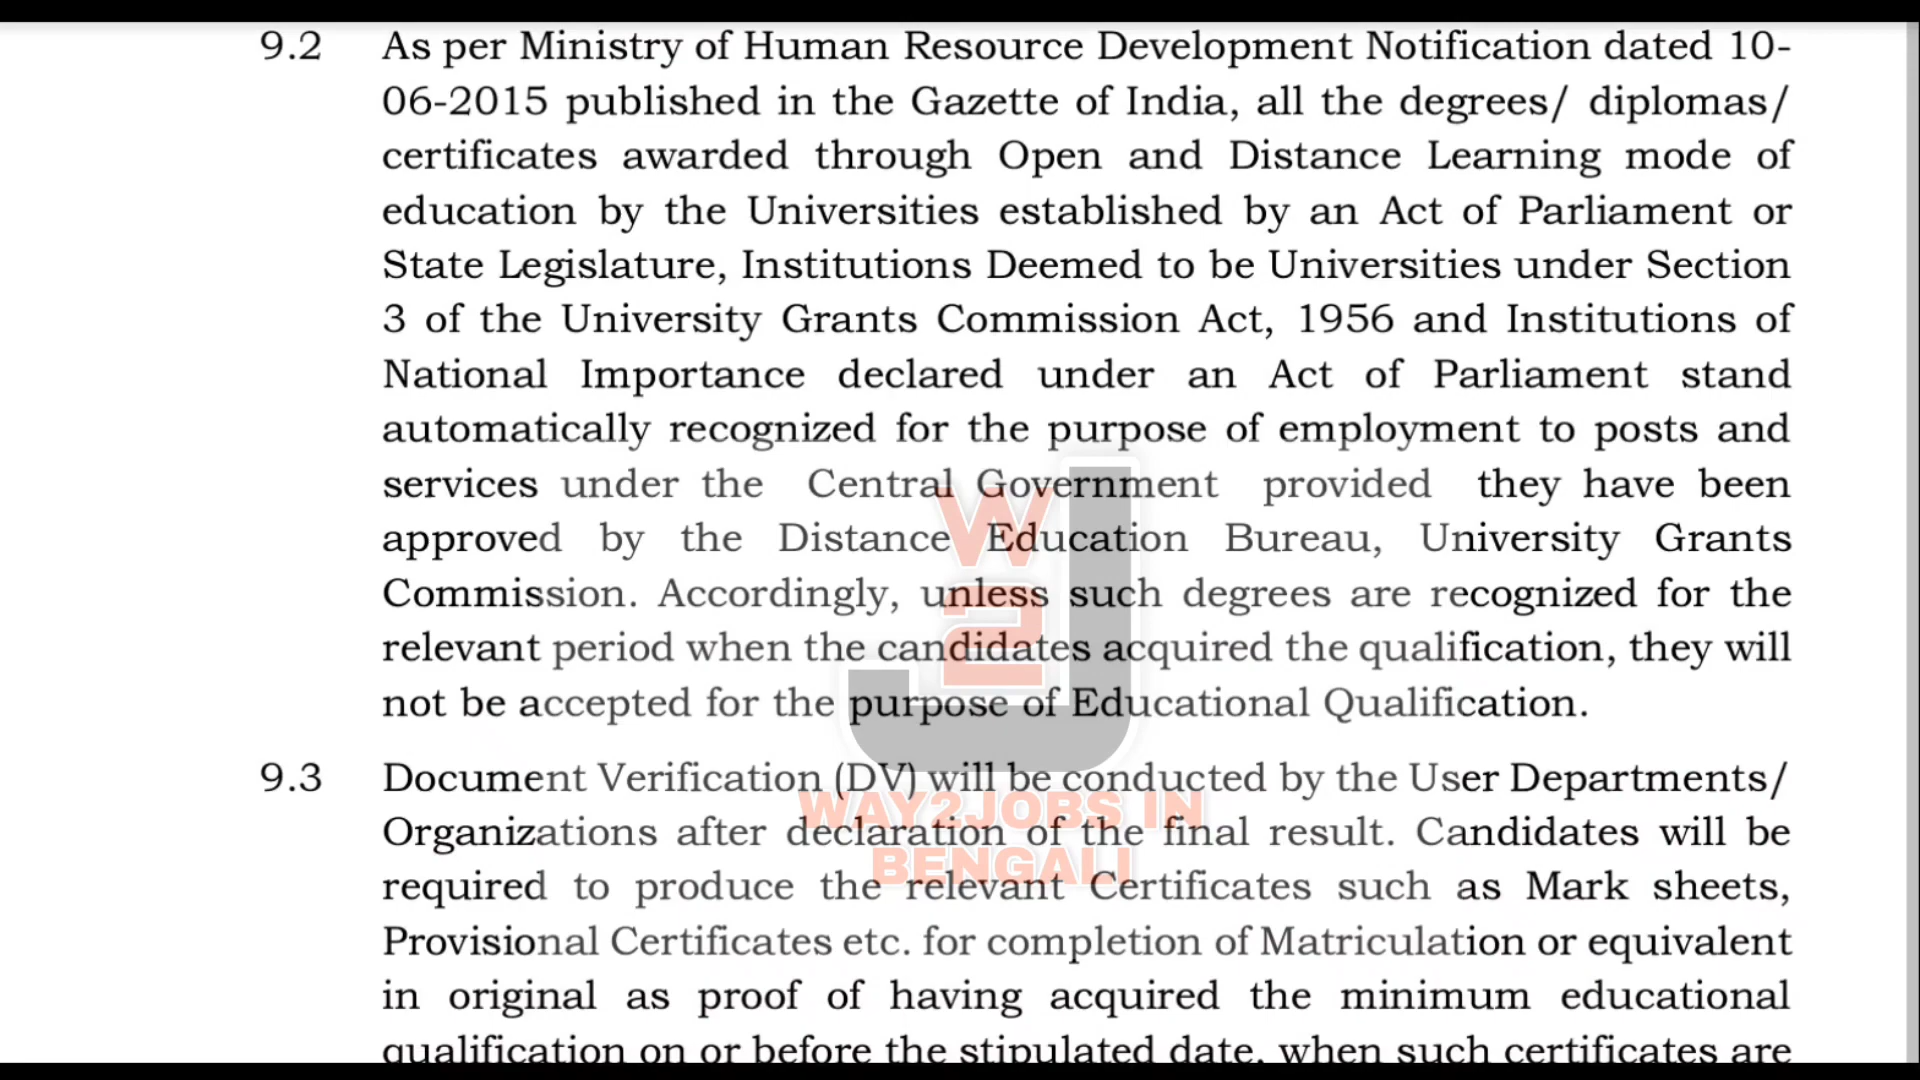 9.2 As per Ministry of Human Resource Development Notification dated 10-
06-2015 published in the Gazette of India, all the degrees/ diplomas/
certificates awarded through Open and Distance Learning mode of
education by the Universities established by an Act of Parliament or
State Legislature, Institutions Deemed to be Universities under Section
3 of the University Grants Commission Act, 1956 and Institutions of
National Importance declared under an Act of Parliament stand
automatically recognized for the purpose of employment to posts and
services under the Central Government provided they have been
approved by the Distance Education Bureau, University Grants
Commission. Accordingly, unless such degrees are recognized for the
relevant period when the candidates acquired the qualification, they will
not be accepted for the purpose of Educational Qualification.
W
2
J
9.3 Document Verification (DV) will be conducted by the User Departments/
WAY2JOBS IN
Organizations after declaration of the final result. Candidates will be
BENGALI
required to produce the relevant Certificates such as Mark sheets,
Provisional Certificates etc. for completion of Matriculation or equivalent
in original as proof of having acquired the minimum educational
qualification on or before the stipulated date, when such certificates are